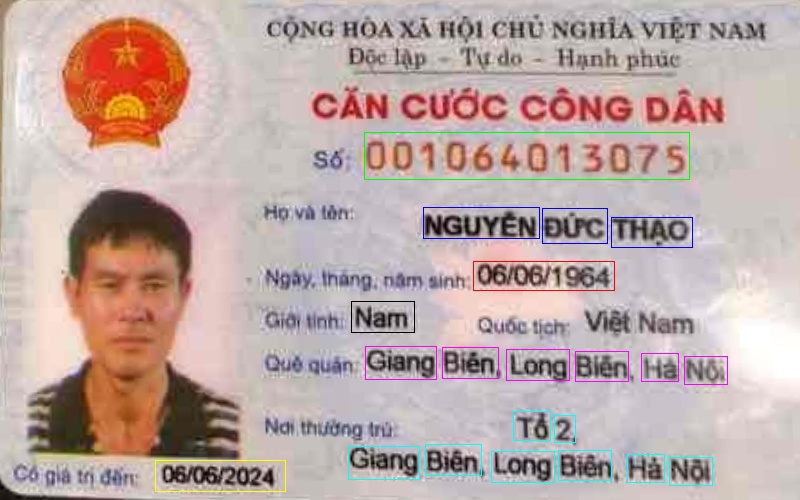 CỘNG HÒA XÃ HỘI CHỦ NGHĨA VIỆT NAM
Độc lập - Tự do - Hạnh phúc
CĂN CƯỚC CÔNG DÂN
Số: 001064013075
Họ và tên: NGUYỄN ĐỨC THẠO
Ngày, tháng, năm sinh: 06/06/1964
Giới tính: Nam Quốc tịch: Việt Nam
Quê quán: Giang Biên, Long Biên, Hà Nội
Nơi thường trú: Tổ 2,
Giang Biên, Long Biên, Hà Nội
Có giá trị đến: 06/06/2024